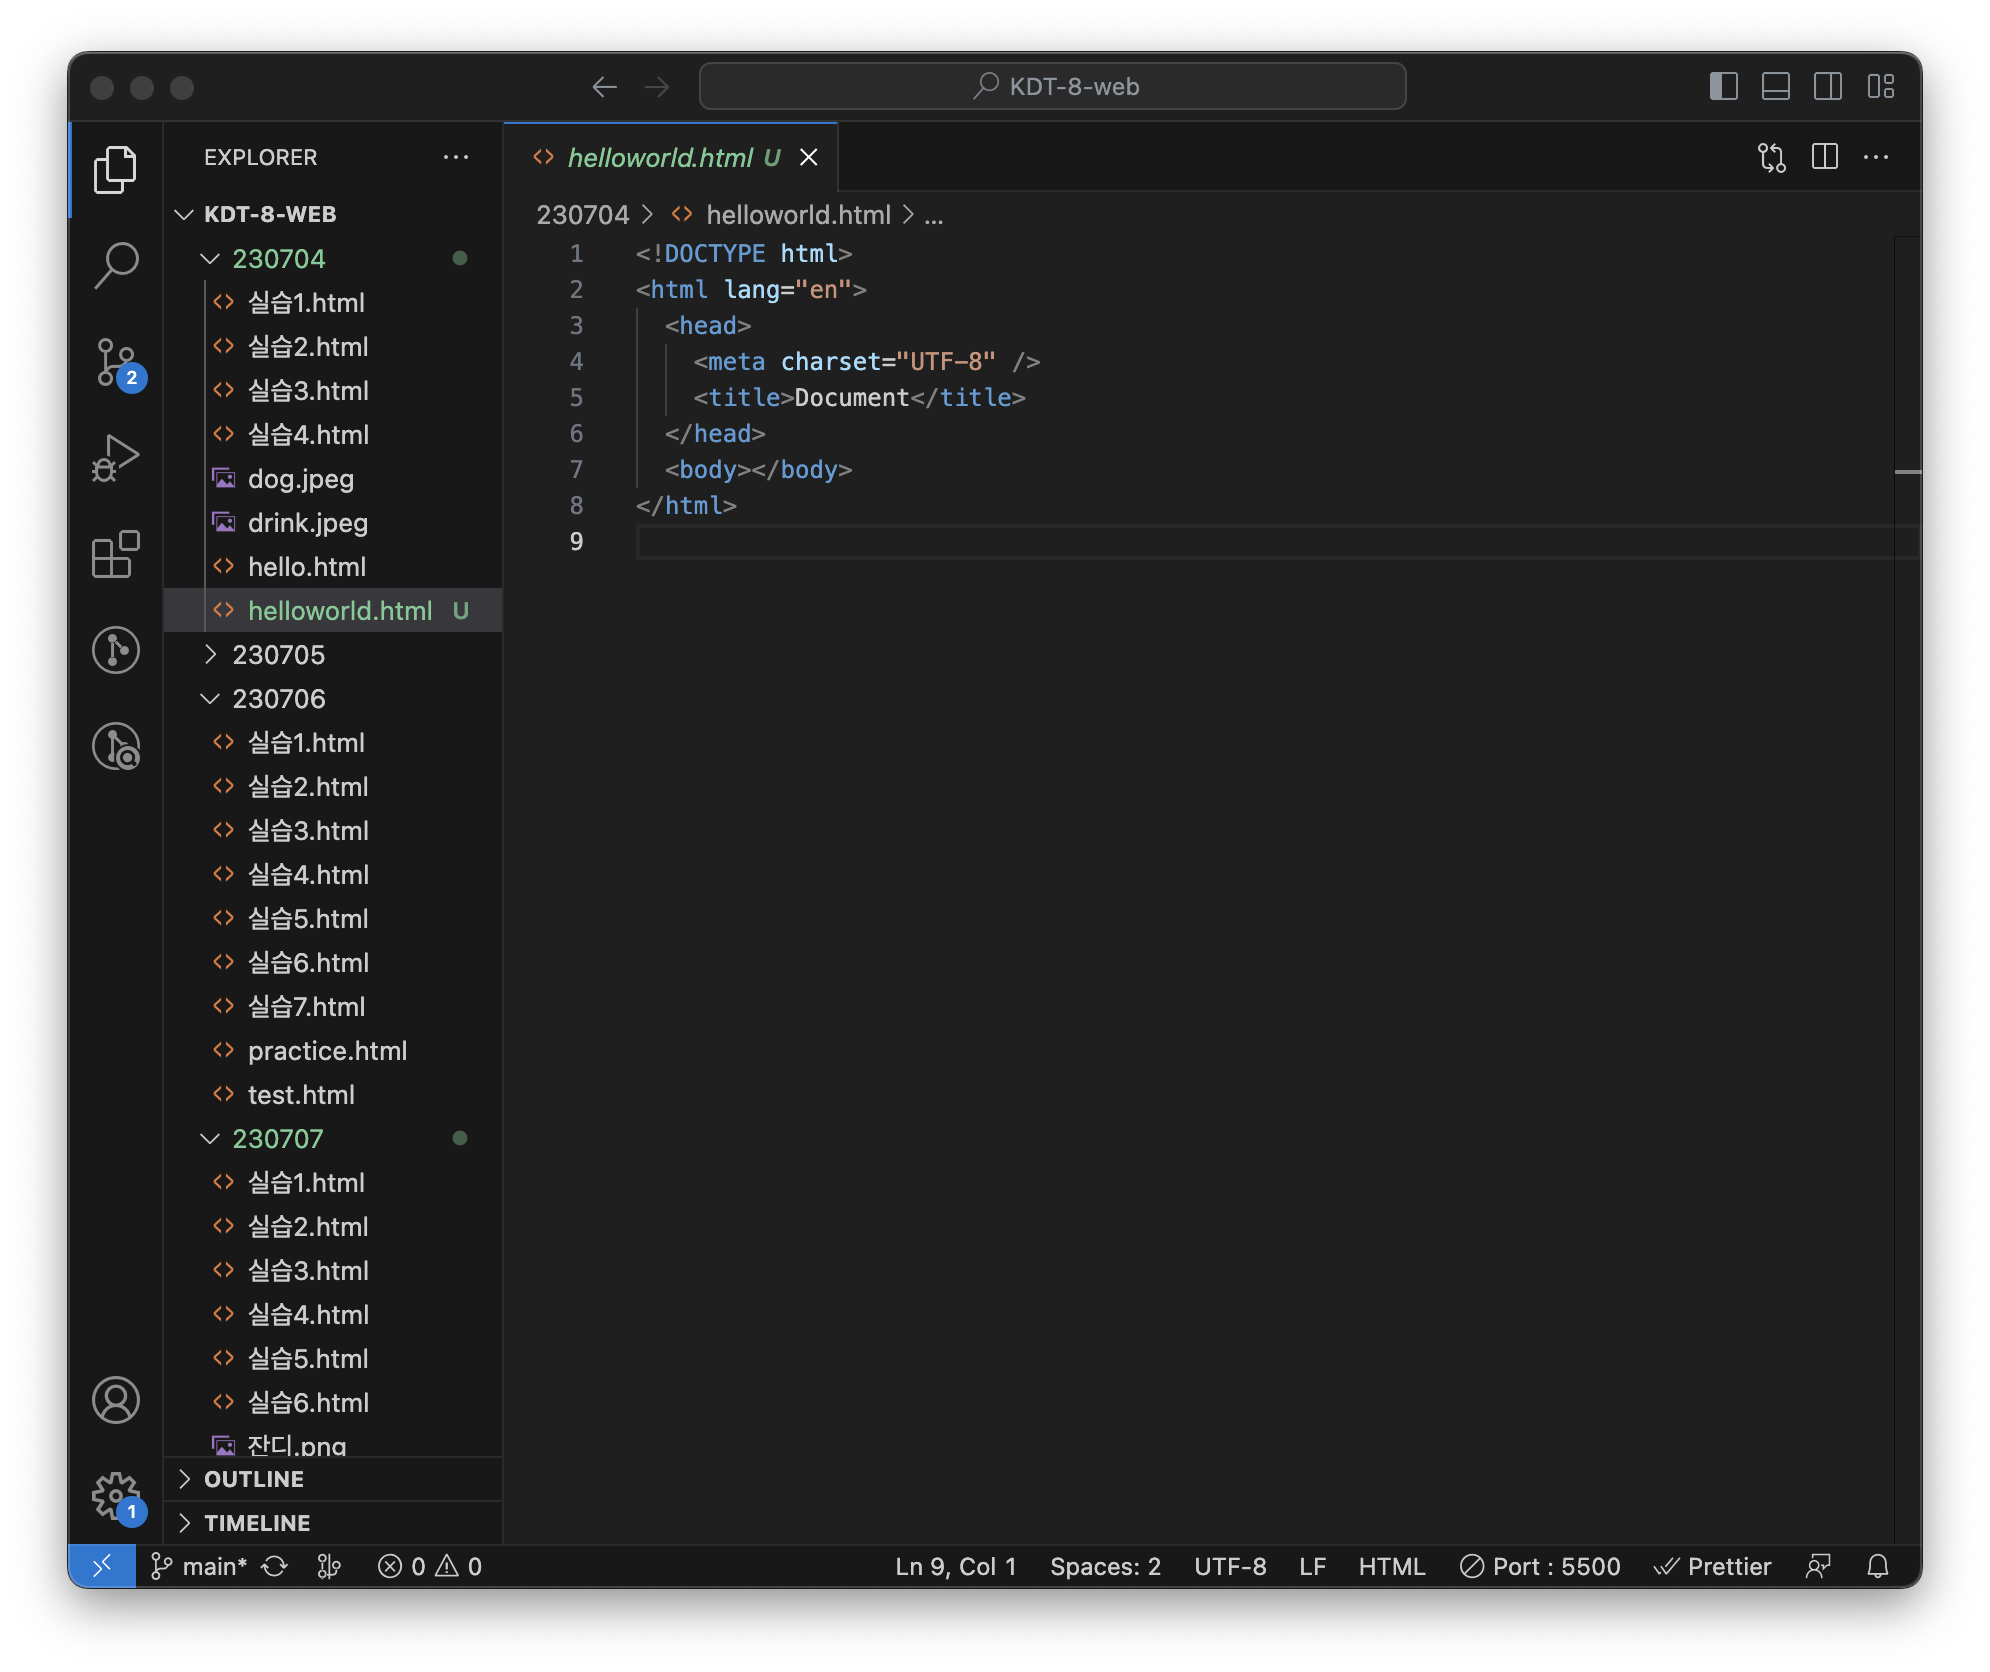 KDT-8-web
EXPLORER
KDT-8-WEB
230704
실습1.html
실습2.html
실습3.html
실습4.html
dog.jpeg
drink.jpeg
hello.html
helloworld.html U
230705
230706
실습1.html
실습2.html
실습3.html
실습4.html
실습5.html
실습6.html
실습7.html
practice.html
test.html
230707
실습1.html
실습2.html
실습3.html
실습4.html
실습5.html
실습6.html
잔디.png
OUTLINE
TIMELINE
helloworld.html U
230704 > helloworld.html > ...
1 <!DOCTYPE html>
2 <html lang="en">
3 <head>
4 <meta charset="UTF-8" />
5 <title>Document</title>
6 </head>
7 <body></body>
8 </html>
9
2
1
main* 0 0 Ln 9, Col 1 Spaces: 2 UTF-8 LF HTML Port : 5500 Prettier